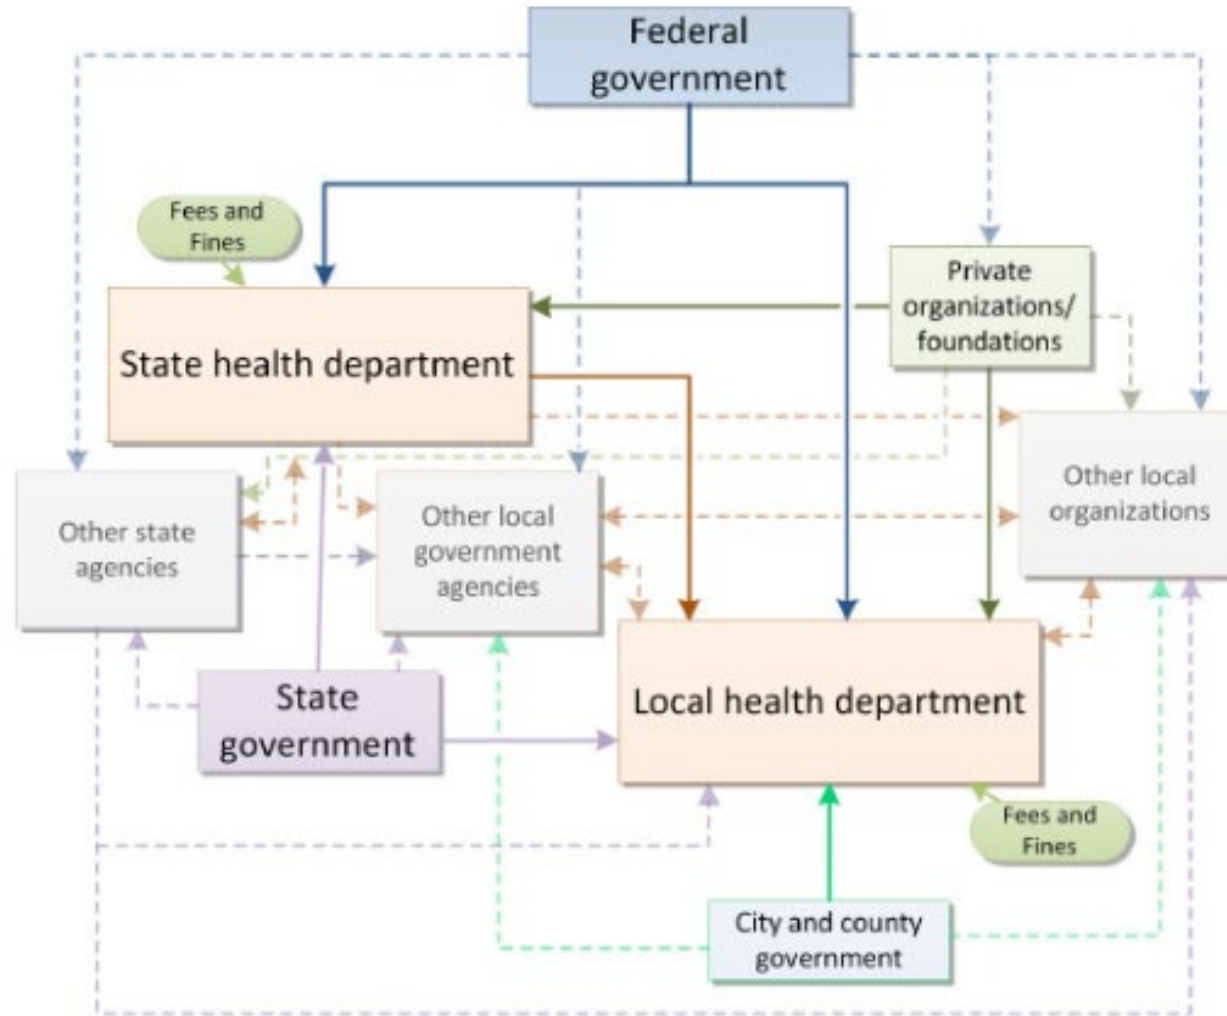 Federal
government
Fees and
Fines
Private
organizations/
foundations
State health department
Other state
agencies
Other local
government
agencies
Other local
organizations
State
government
Local health department
Fees and
Fines
City and county
government